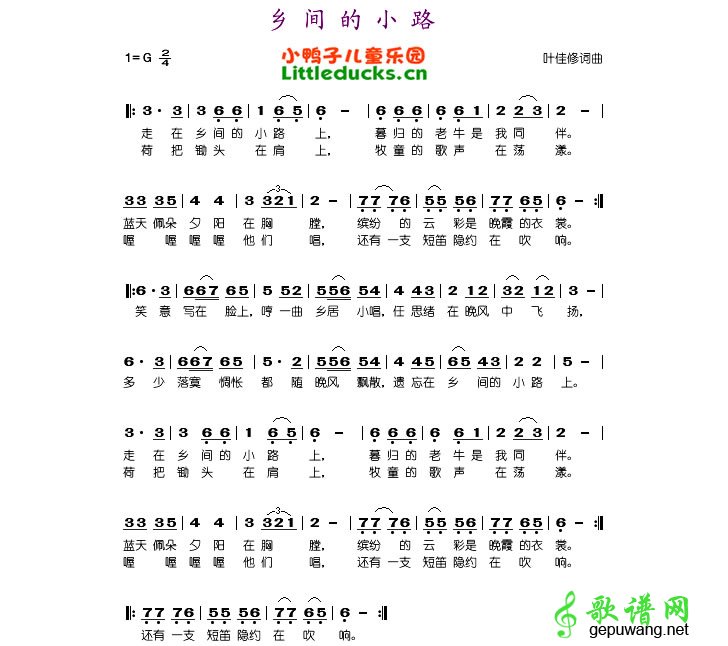 乡间的小路
1=G 2/4
小鸭子儿童乐园
Littleducks.cn
叶佳修词曲
‖: 3· 3 | 3 6 6 | 1 6 5 | 6 – | 6 6 6 | 6 6 1 | 2 2 3 | 2 – |
走 在 乡间的 小路 上, 暮归的 老牛是 我同 伴。
荷 把 锄头 在肩 上, 牧童的 歌声 在荡 漾。
33 35 | 4 4 | 3 321 | 2 – | 77 76 | 55 56 | 77 65 | 6 – :‖
蓝天 佩朵 夕阳 在胸 膛, 缤纷 的云 彩是 晚霞 的衣 裳。
喔 喔喔喔 他们 唱, 还有 一支 短笛 隐约 在吹 响。
‖: 6· 3 | 667 65 | 5 52 | 556 54 | 4 43 | 2 12 | 32 12 | 3 – |
笑意 写在 脸上, 哼一曲 乡居 小唱, 任思绪 在晚风 中飞 扬,
6· 3 | 667 65 | 5· 2 | 556 54 | 45 43 | 65 43 | 2 2 3 | 2 – |
多少 落寞 惆怅 都随 晚风 飘散, 遗忘 在乡 间的 小路 上。
3· 3 | 3 6 6 | 1 6 5 | 6 – | 6 6 6 | 6 6 1 | 2 2 3 | 2 – |
走 在 乡间的 小路 上, 暮归的 老牛是 我同 伴。
荷 把 锄头 在肩 上, 牧童的 歌声 在荡 漾。
33 35 | 4 4 | 3 321 | 2 – | 77 76 | 55 56 | 77 65 | 6 – :‖
蓝天 佩朵 夕阳 在胸 膛, 缤纷 的云 彩是 晚霞 的衣 裳。
喔 喔喔喔 他们 唱, 还有 一支 短笛 隐约 在吹 响。
77 76 | 55 56 | 77 65 | 6 – ‖
还有 一支 短笛 隐约 在吹 响。
歌谱网
gepuwang.net